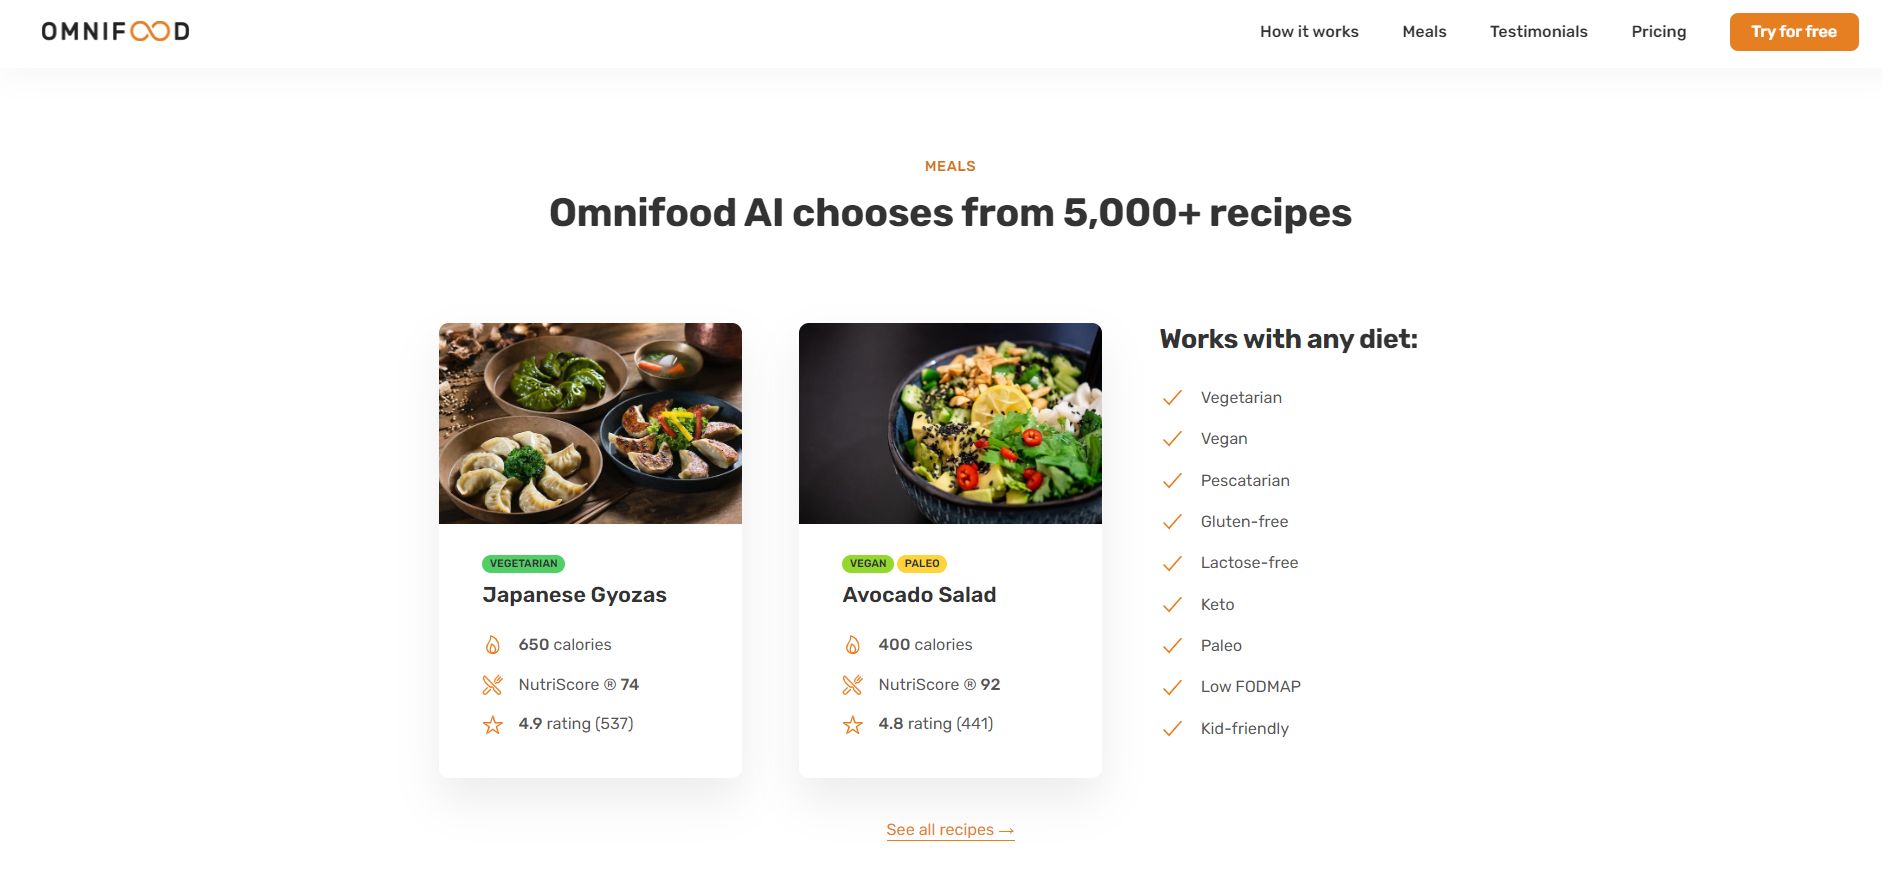 OMNIFOOD
How it works
Meals
Testimonials
Pricing
Try for free
MEALS
Omnifood AI chooses from 5,000+ recipes
VEGETARIAN
Japanese Gyozas
650 calories
NutriScore ® 74
4.9 rating (537)
VEGAN PALEO
Avocado Salad
400 calories
NutriScore ® 92
4.8 rating (441)
Works with any diet:
Vegetarian
Vegan
Pescatarian
Gluten-free
Lactose-free
Keto
Paleo
Low FODMAP
Kid-friendly
See all recipes →